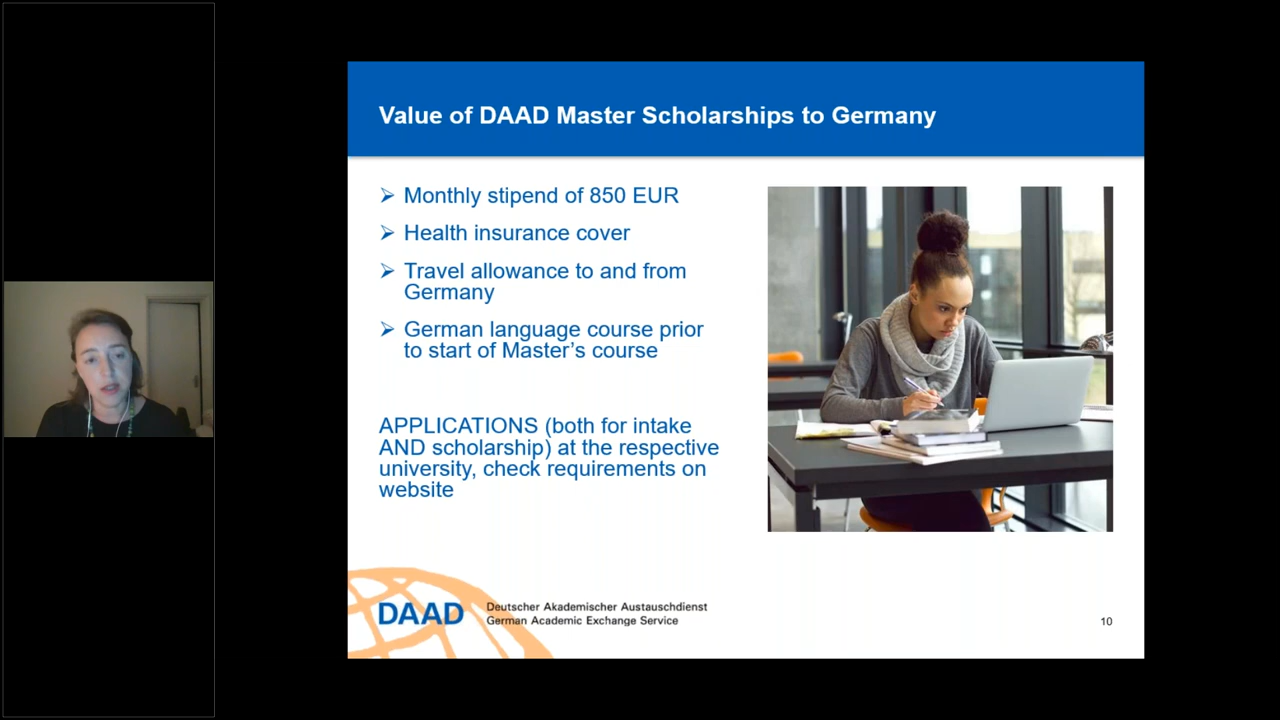 Value of DAAD Master Scholarships to Germany
➢ Monthly stipend of 850 EUR
➢ Health insurance cover
➢ Travel allowance to and from
Germany
➢ German language course prior
to start of Master’s course
APPLICATIONS (both for intake
AND scholarship) at the respective
university, check requirements on
website
DAAD
Deutscher Akademischer Austauschdienst
German Academic Exchange Service
10